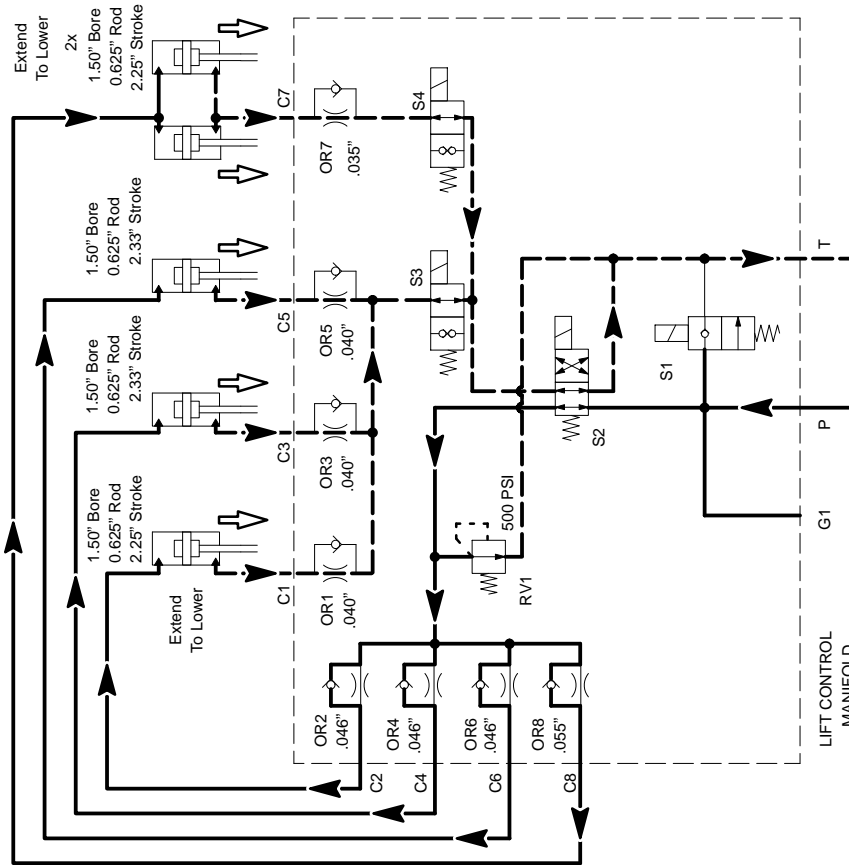 Extend
To Lower
2x
1.50" Bore
0.625" Rod
2.25" Stroke
1.50" Bore
0.625" Rod
2.33" Stroke
1.50" Bore
0.625" Rod
2.33" Stroke
1.50" Bore
0.625" Rod
2.25" Stroke
Extend
To Lower
C7
C5
C3
C1
OR7
.035"
OR5
.040"
OR3
.040"
OR1
.040"
S4
S3
S2
S1
500 PSI
RV1
OR2
.046"
OR4
.046"
OR6
.046"
OR8
.055"
C2
C4
C6
C8
T
P
G1
LIFT CONTROL
MANIFOLD